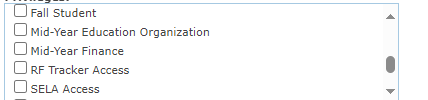 Fall Student
Mid-Year Education Organization
Mid-Year Finance
RF Tracker Access
SELA Access